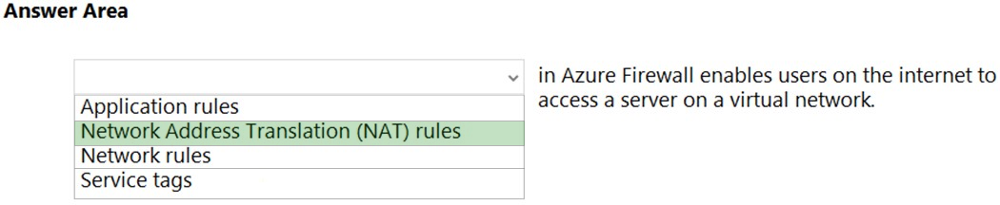 Answer Area
in Azure Firewall enables users on the internet to
access a server on a virtual network.
Application rules
Network Address Translation (NAT) rules
Network rules
Service tags